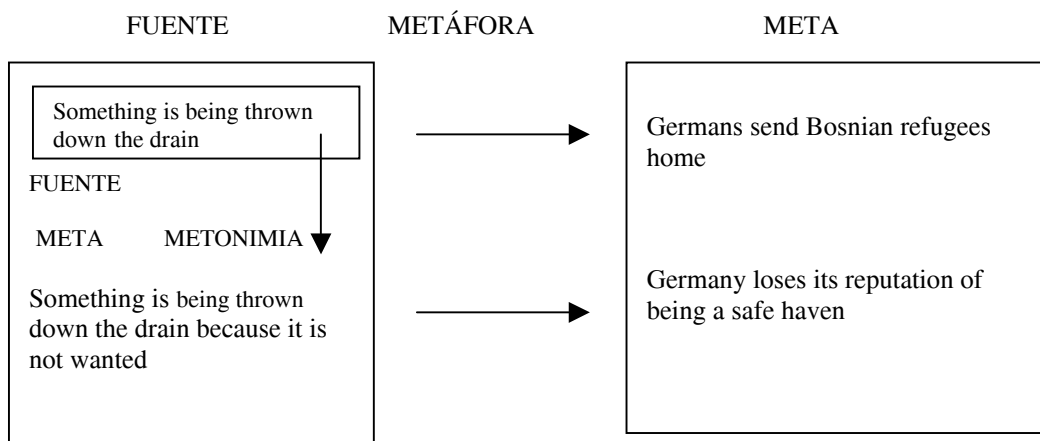 FUENTE METÁFORA META
Something is being thrown
down the drain
FUENTE
META METONIMIA
Something is being thrown
down the drain because it is
not wanted
Germans send Bosnian refugees
home
Germany loses its reputation of
being a safe haven